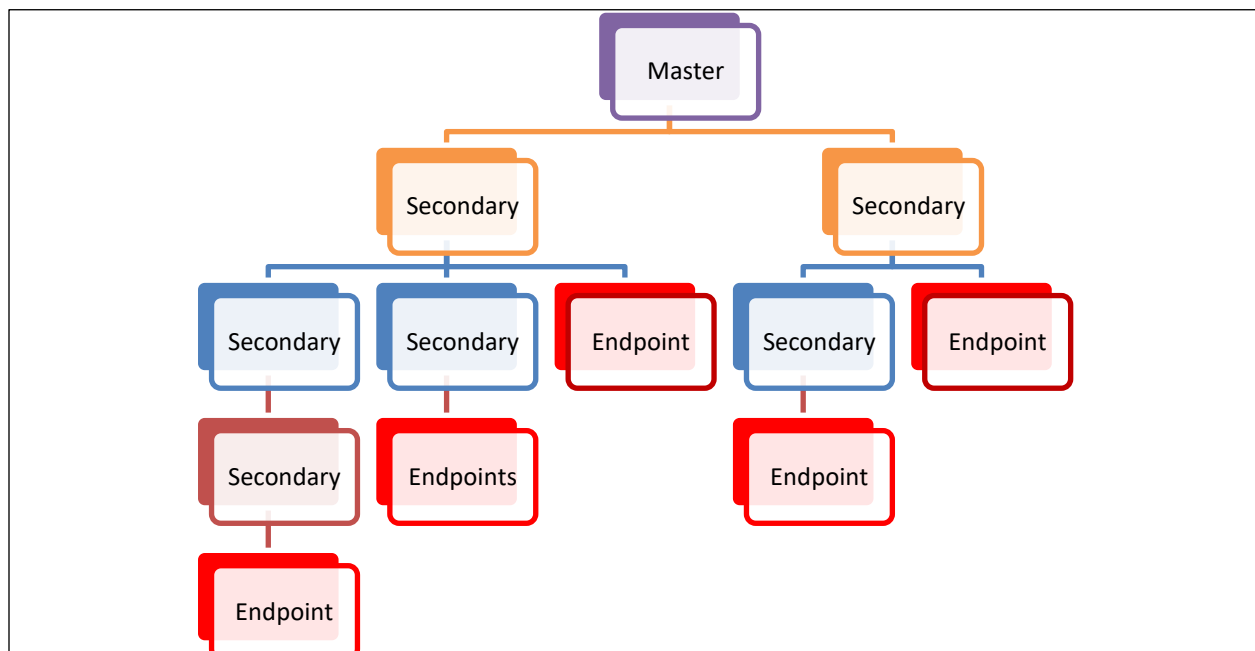 Master
Secondary
Secondary
Secondary
Secondary
Endpoint
Secondary
Endpoint
Secondary
Endpoints
Endpoint
Endpoint